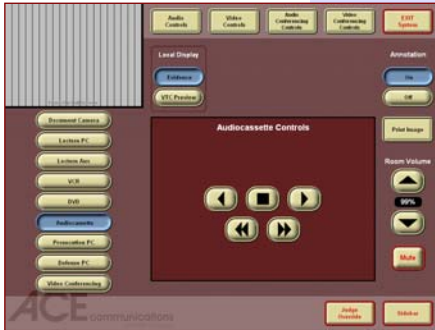 Audio
Controls
Video
Controls
Audio
Conferencing
Controls
Video
Conferencing
Controls
EXIT
System
Local Display
Evidence
VTC Preview
Annotation
On
Off
Print Image
Document Camera
Lectern PC
Lectern Aux
VCR
DVD
Audiocassette
Prosecution PC
Defense PC
Video Conferencing
Audiocassette Controls
Room Volume
99%
Mute
Judge
Override
Sidebar
ACE communications